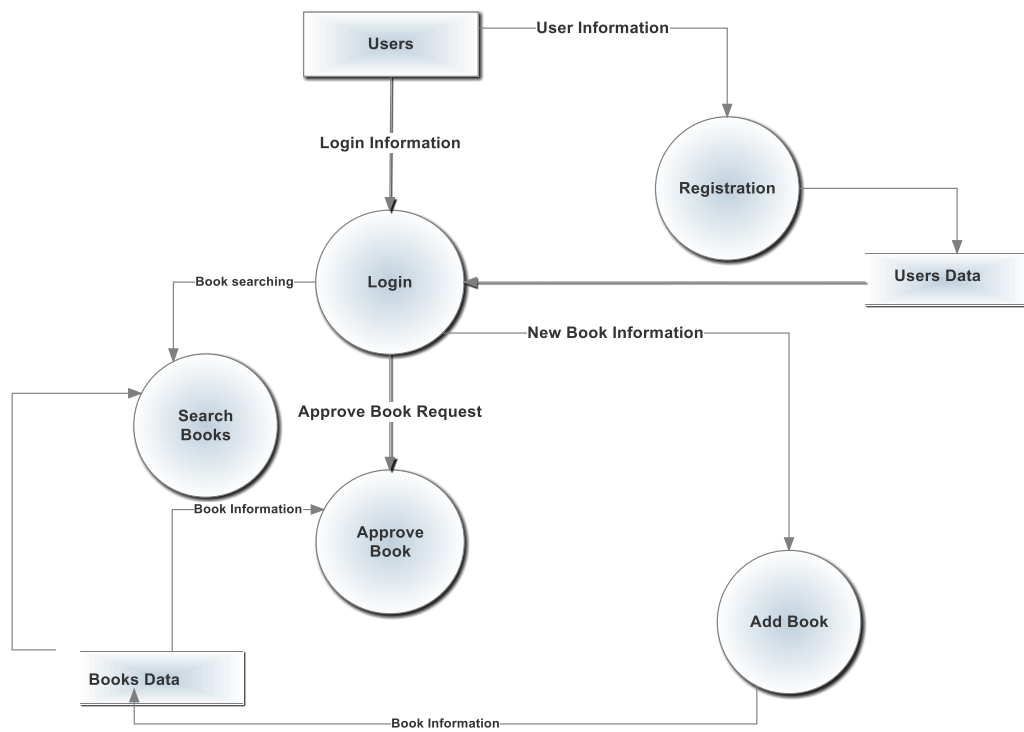 Users
User Information
Login Information
Registration
Users Data
Book searching
Login
New Book Information
Search
Books
Approve Book Request
Book Information
Approve
Book
Add Book
Books Data
Book Information